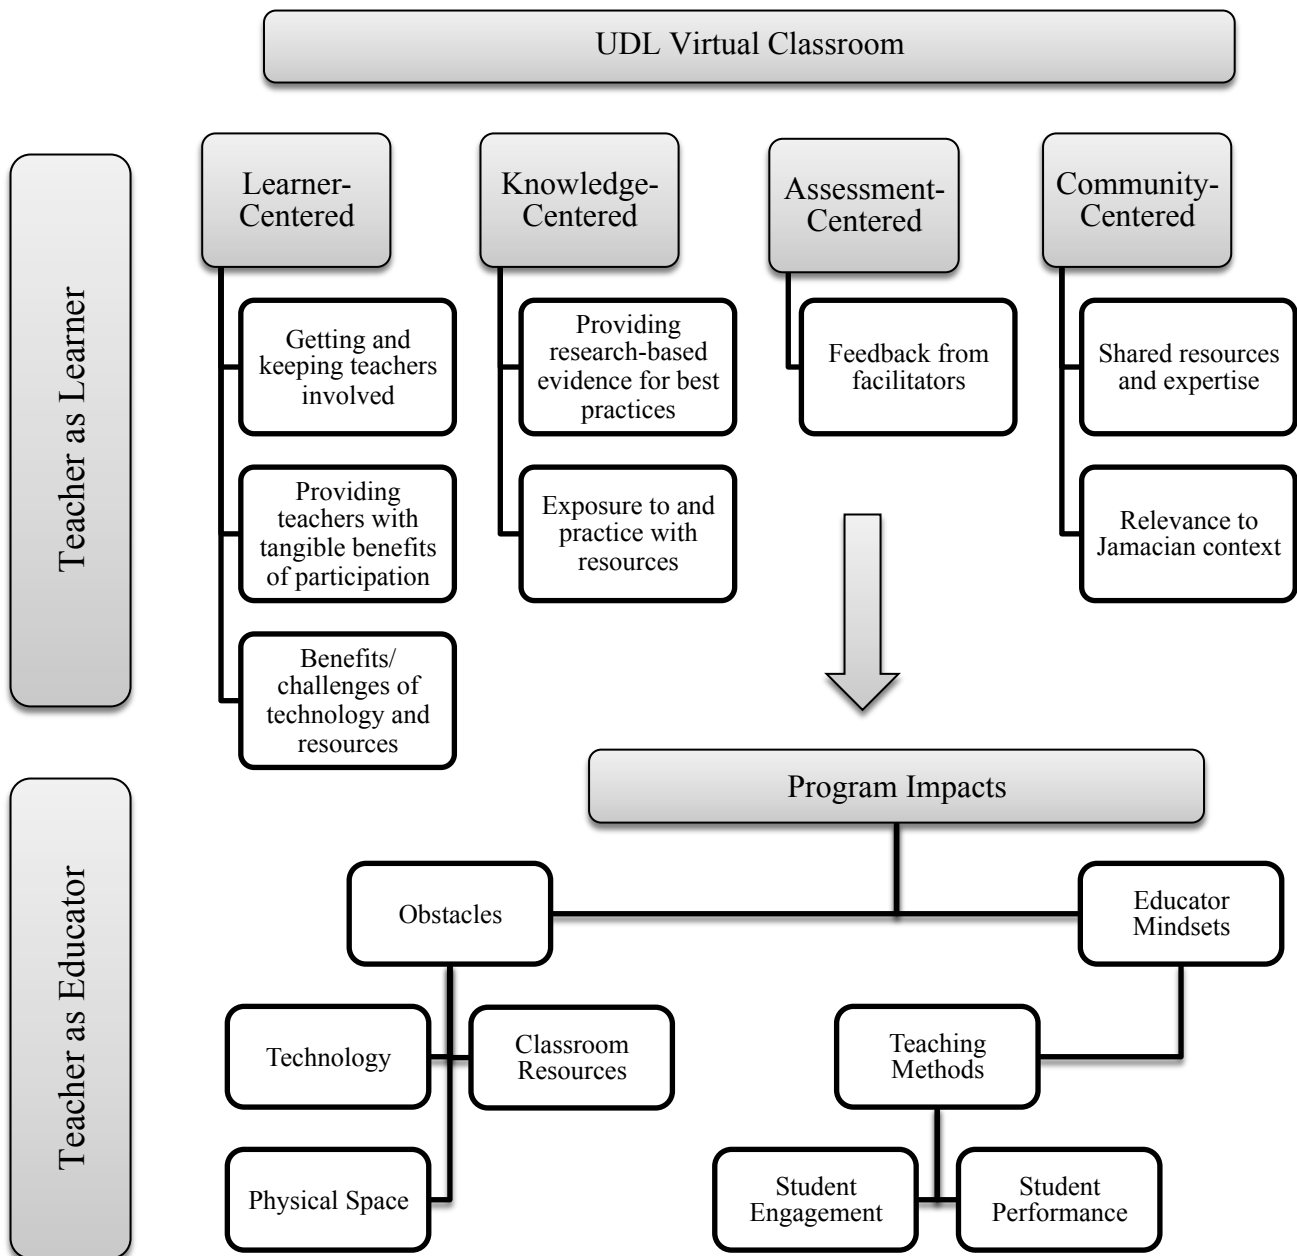 UDL Virtual Classroom
Teacher as Learner
Learner-
Centered
Getting and
keeping teachers
involved
Providing
teachers with
tangible benefits
of participation
Benefits/
challenges of
technology and
resources
Knowledge-
Centered
Providing
research-based
evidence for best
practices
Exposure to and
practice with
resources
Assessment-
Centered
Feedback from
facilitators
Community-
Centered
Shared resources
and expertise
Relevance to
Jamacian context
Teacher as Educator
Program Impacts
Obstacles
Technology
Classroom
Resources
Physical Space
Educator
Mindsets
Teaching
Methods
Student
Engagement
Student
Performance